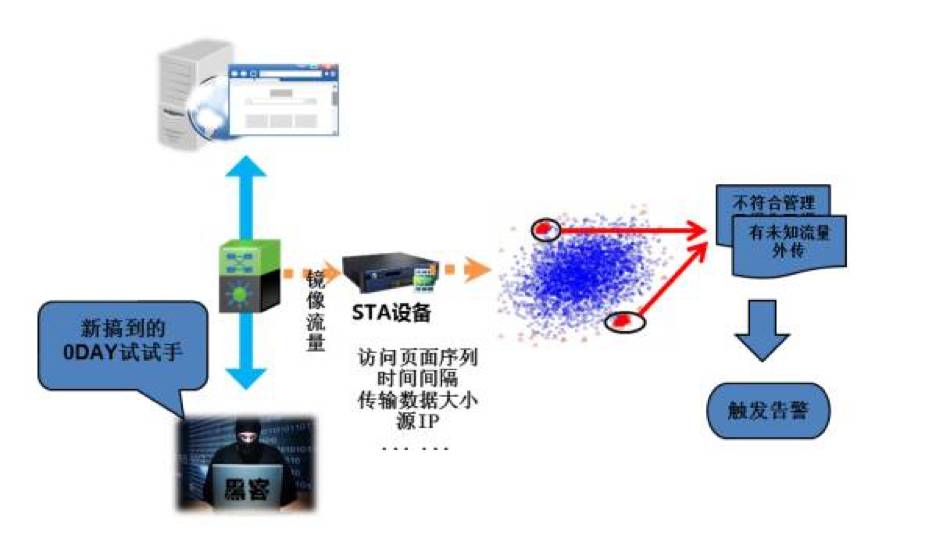 不符合管理
有未知流量
外传
镜像流量
STA设备
新搞到的
0DAY试试手
访问页面序列
时间间隔
传输数据大小
源IP
... ...
触发告警
黑客